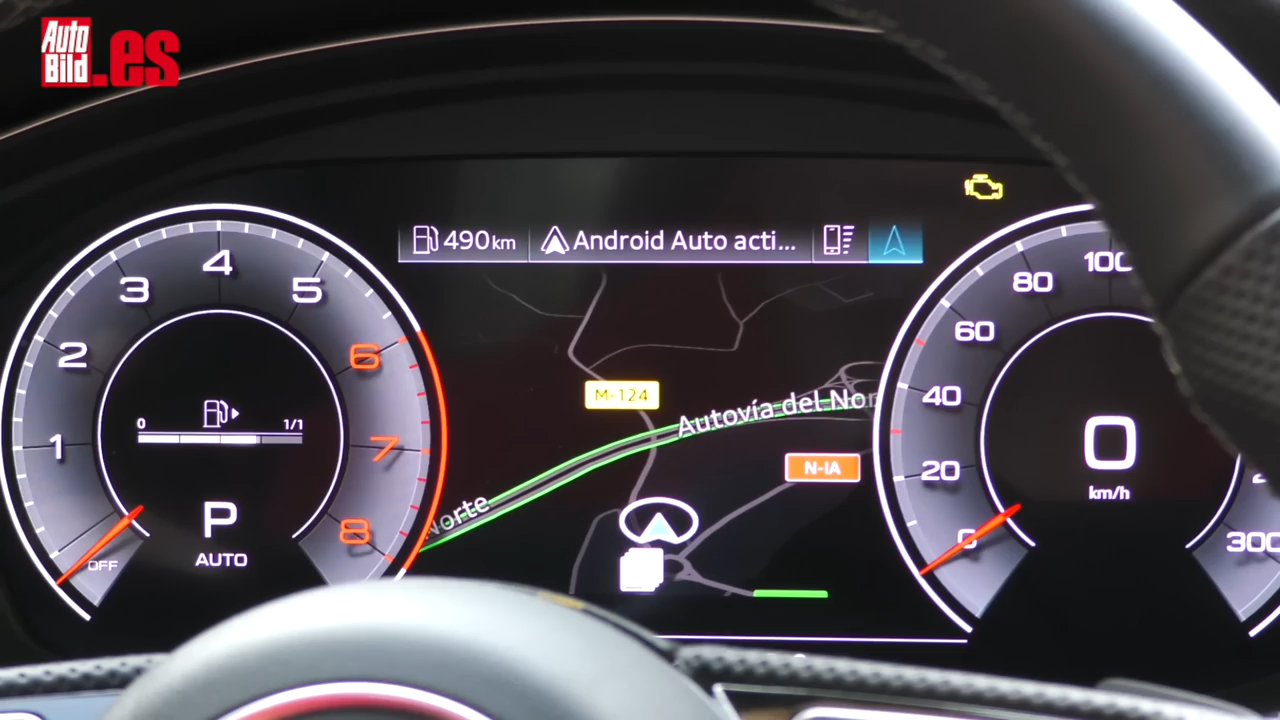 Auto
Bild.es
490km
Android Auto acti...
4
3
5
2
6
1
7
8
OFF
0
1/1
P
AUTO
M-124
Autovía del Nor
N-IA
Norte
100
80
60
40
20
0
0
km/h
300